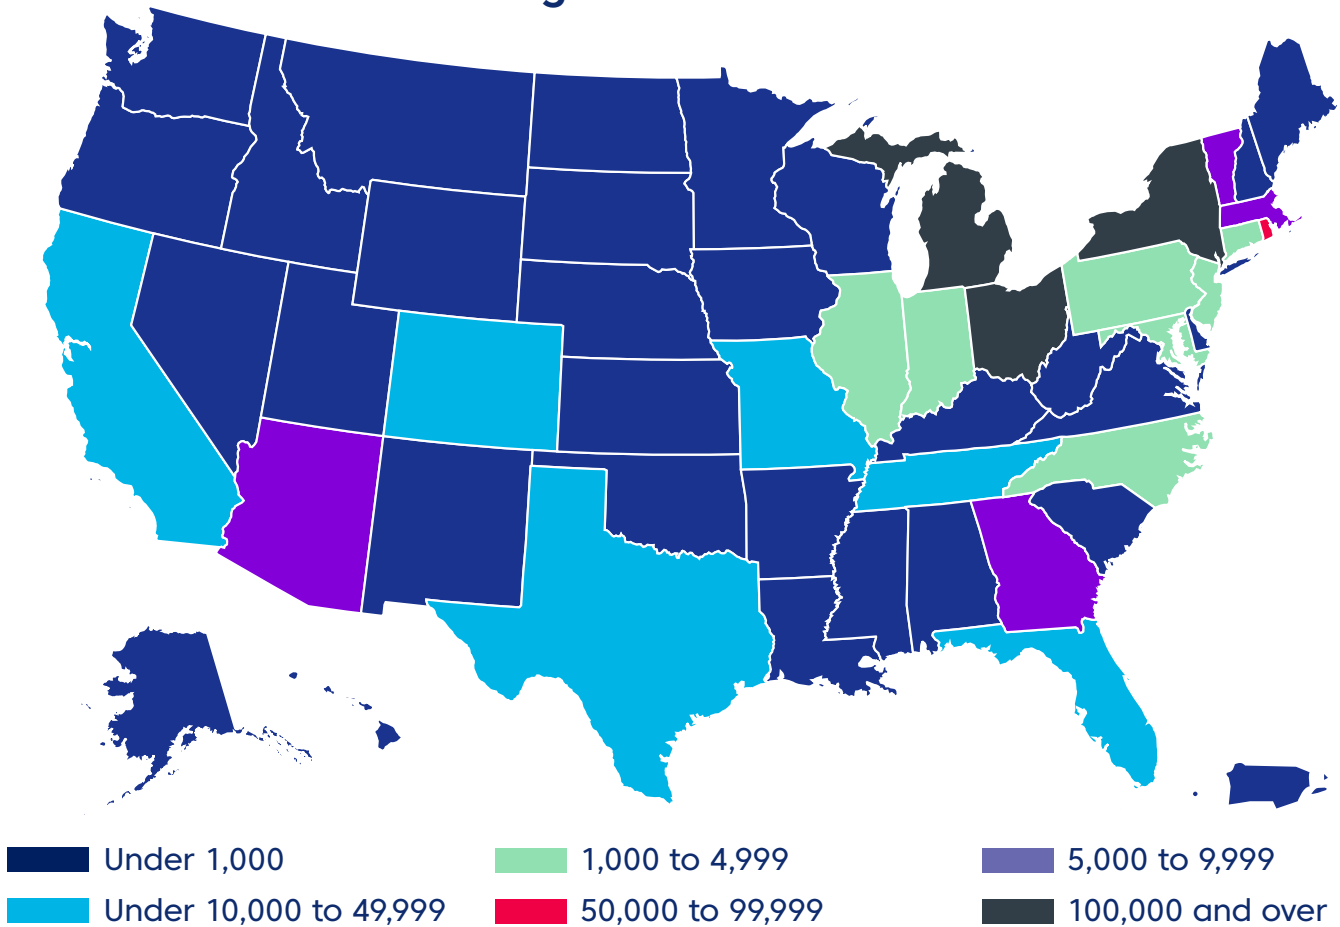 Under 1,000
1,000 to 4,999
5,000 to 9,999
Under 10,000 to 49,999
50,000 to 99,999
100,000 and over